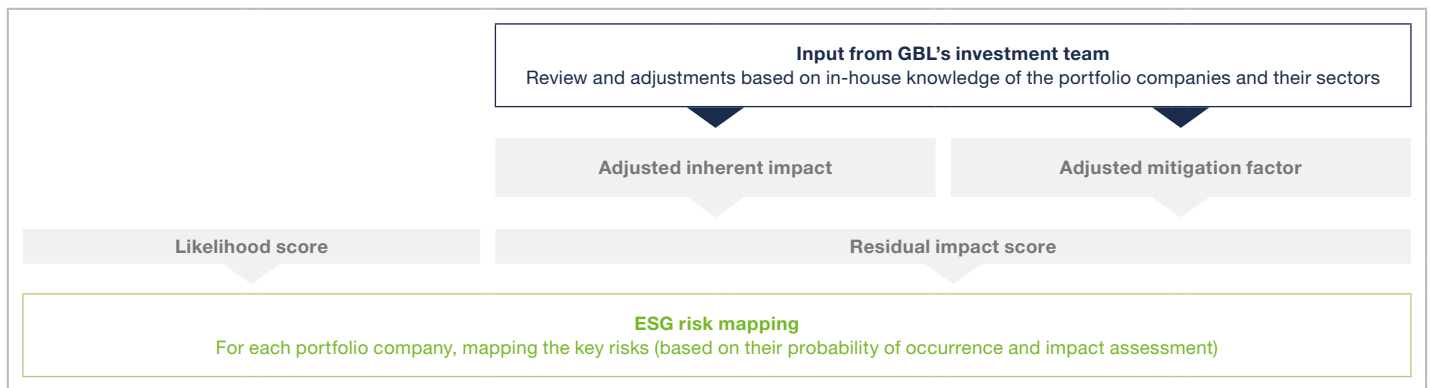 Input from GBL’s investment team
Review and adjustments based on in-house knowledge of the portfolio companies and their sectors
Adjusted inherent impact
Adjusted mitigation factor
Likelihood score
Residual impact score
ESG risk mapping
For each portfolio company, mapping the key risks (based on their probability of occurrence and impact assessment)